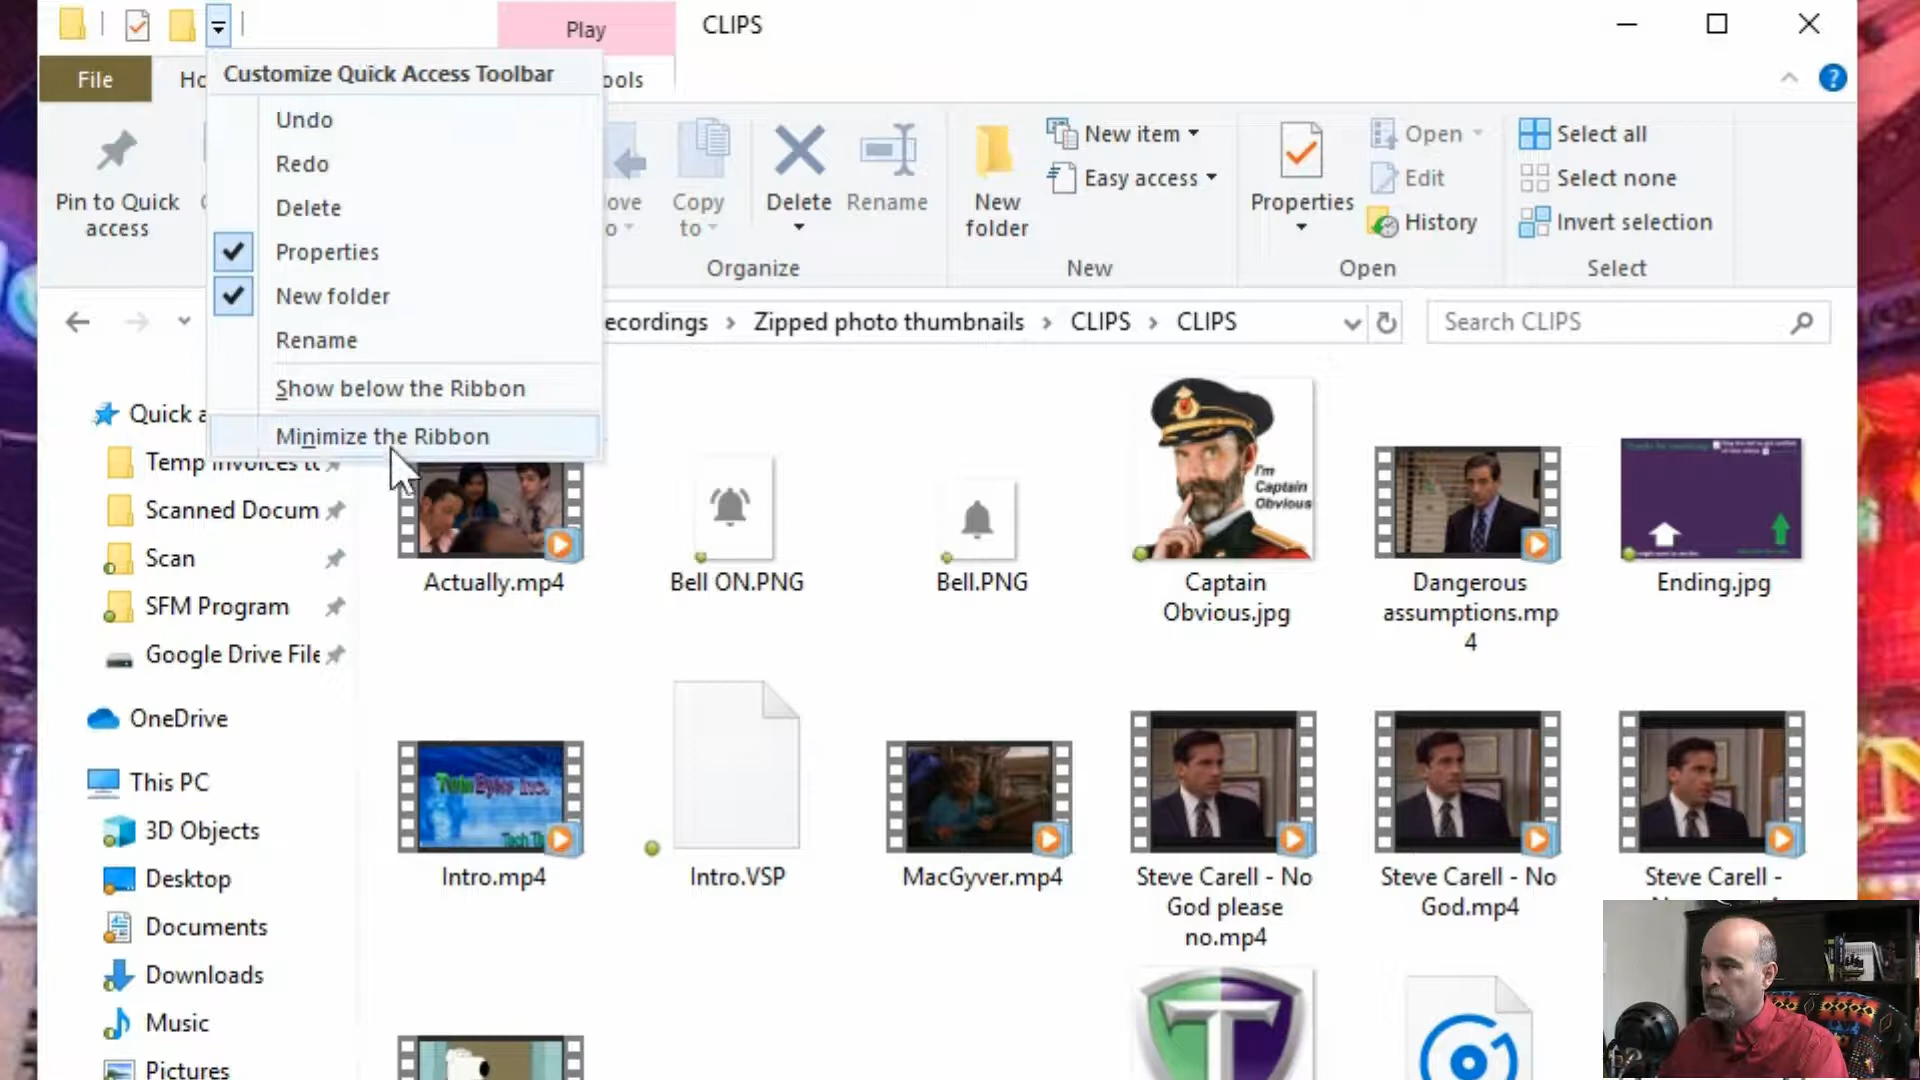 Play
CLIPS
File
Ho
ools
Customize Quick Access Toolbar
Undo
Redo
Delete
Properties
New folder
Rename
Show below the Ribbon
Minimize the Ribbon
Pin to Quick
access
ove
o
Copy
to
Delete
Rename
Organize
New
folder
New item
Easy access
New
Properties
Open
Edit
History
Open
Select all
Select none
Invert selection
Select
ecordings > Zipped photo thumbnails > CLIPS > CLIPS
Search CLIPS
Quick a
Temp Invoices to
Scanned Docum
Scan
SFM Program
Google Drive File
OneDrive
This PC
3D Objects
Desktop
Documents
Downloads
Music
Pictures
I'm
Captain
Obvious
Actually.mp4
Bell ON.PNG
Bell.PNG
Captain
Obvious.jpg
Dangerous
assumptions.mp
4
Ending.jpg
Intro.mp4
Intro.VSP
MacGyver.mp4
Steve Carell - No
God please
no.mp4
Steve Carell - No
God.mp4
Steve Carell -